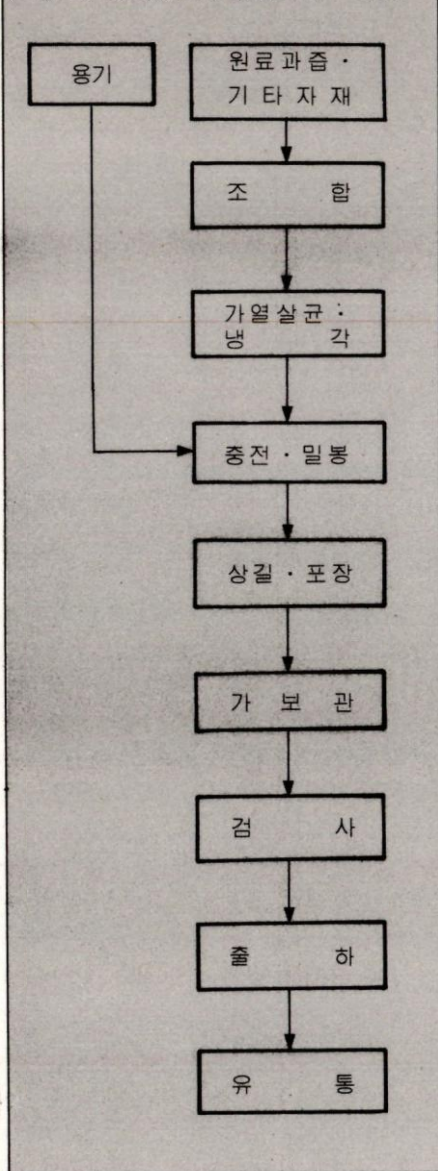 용기
원료과즙·
기타자재
조 합
가열살균·
냉 각
충전·밀봉
상길·포장
가 보 관
검 사
출 하
유 통